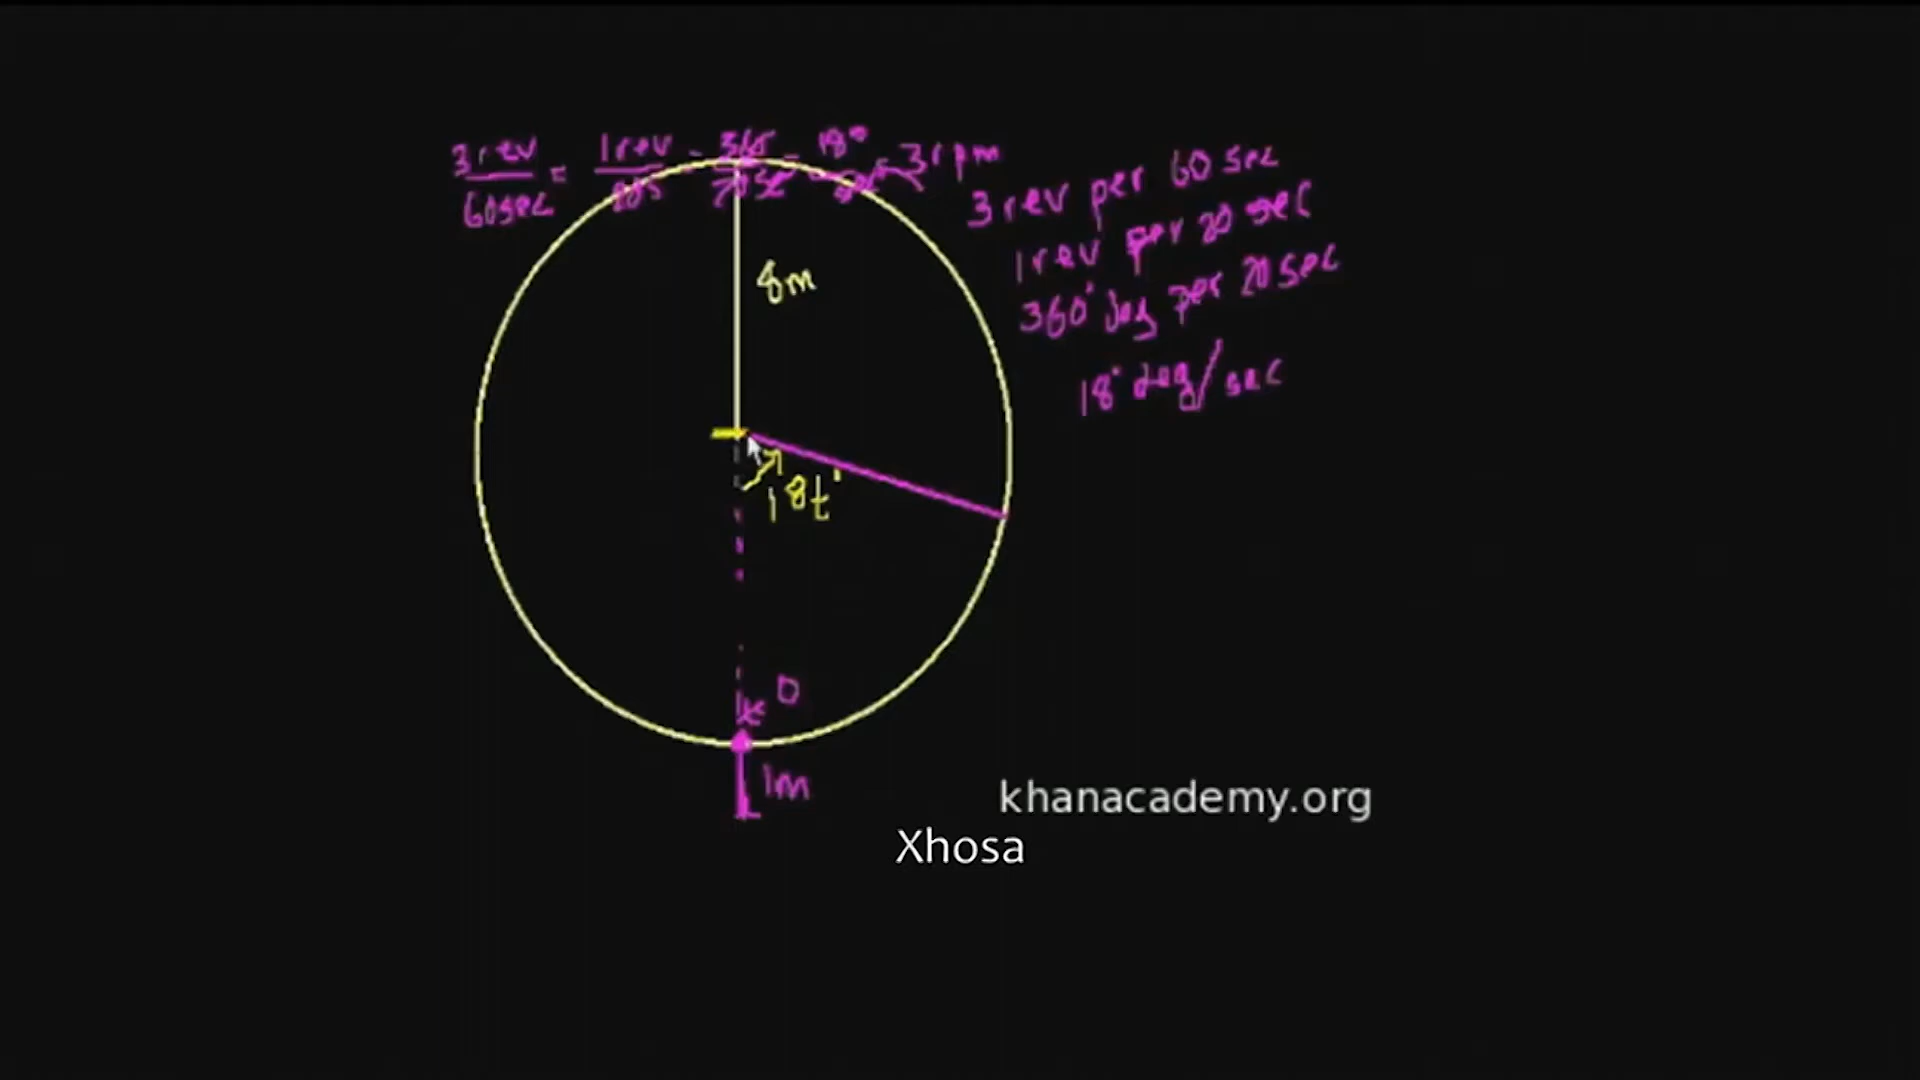 3 rev / 60 sec = 1 rev / 20 s = 360 / 20 sec = 18° / sec = 3 rpm
3 rev per 60 sec
1 rev per 20 sec
360° deg per 20 sec
18° deg/sec
8m
18t°
0
1m
khanacademy.org
Xhosa